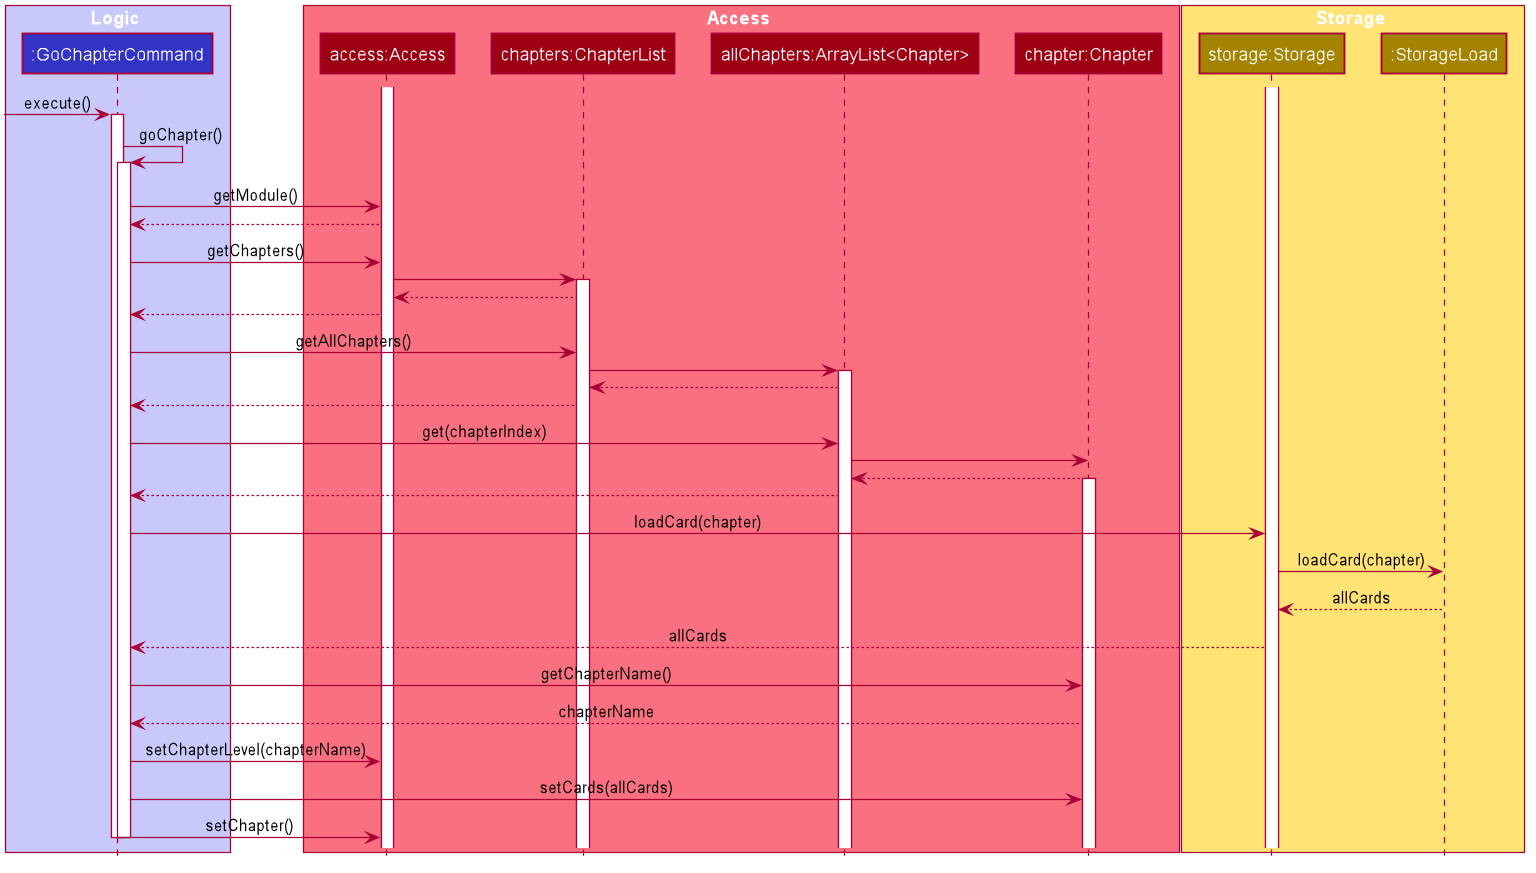 Logic
Access
Storage
:GoChapterCommand
access:Access
chapters:ChapterList
allChapters:ArrayList<Chapter>
chapter:Chapter
storage:Storage
:StorageLoad
execute()
goChapter()
getModule()
getChapters()
getAllChapters()
get(chapterIndex)
loadCard(chapter)
loadCard(chapter)
allCards
allCards
getChapterName()
chapterName
setChapterLevel(chapterName)
setCards(allCards)
setChapter()